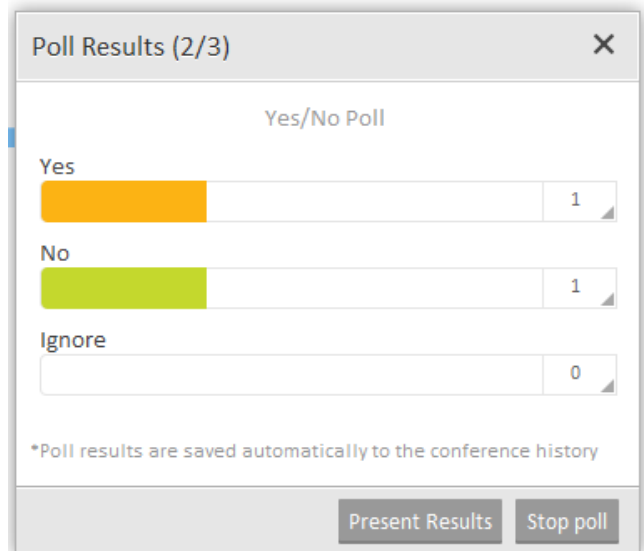 Poll Results (2/3)
Yes/No Poll
Yes
1
No
1
Ignore
0
*Poll results are saved automatically to the conference history
Present Results Stop poll